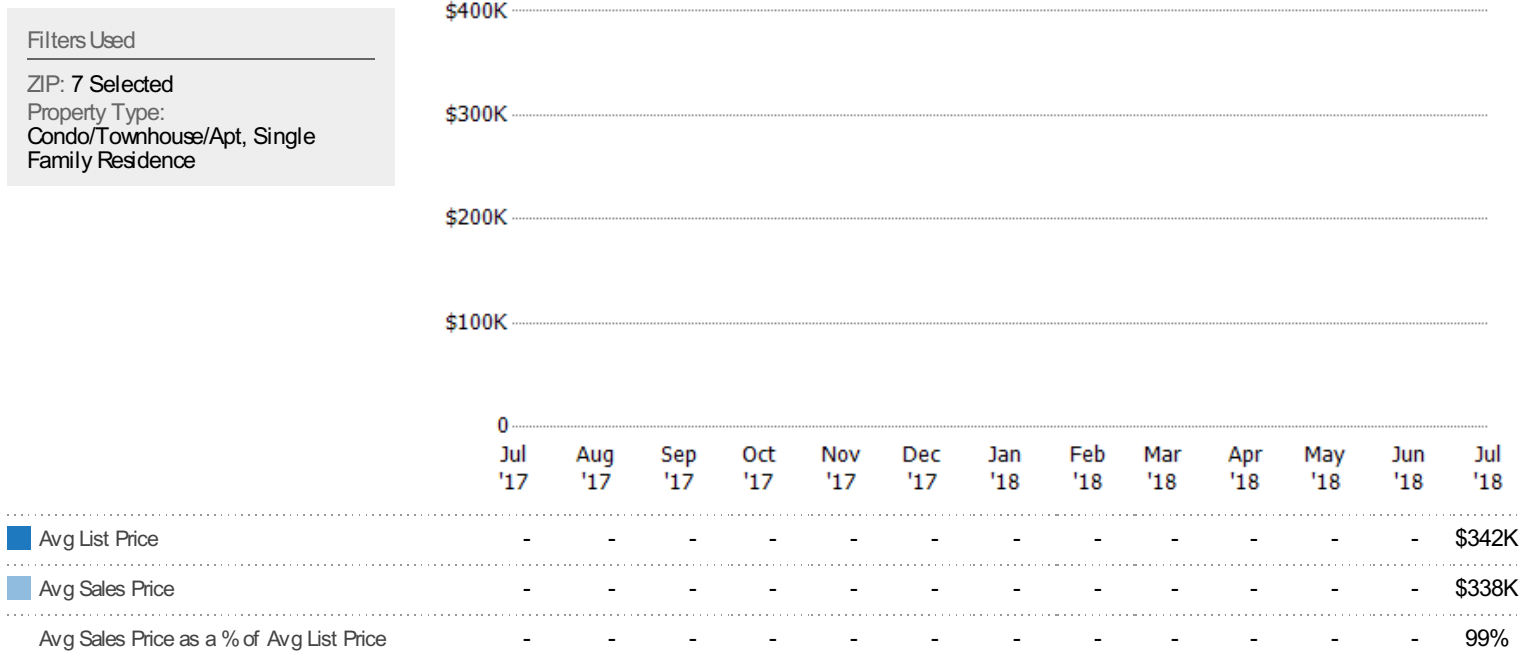 Filters Used
ZIP: 7 Selected
Property Type:
Condo/Townhouse/Apt, Single
Family Residence
$400K
$300K
$200K
$100K
0
Jul Aug Sep Oct Nov Dec Jan Feb Mar Apr May Jun Jul
'17 '17 '17 '17 '17 '17 '18 '18 '18 '18 '18 '18 '18
Avg List Price - - - - - - - - - - - - $342K
Avg Sales Price - - - - - - - - - - - - $338K
Avg Sales Price as a % of Avg List Price - - - - - - - - - - - - 99%